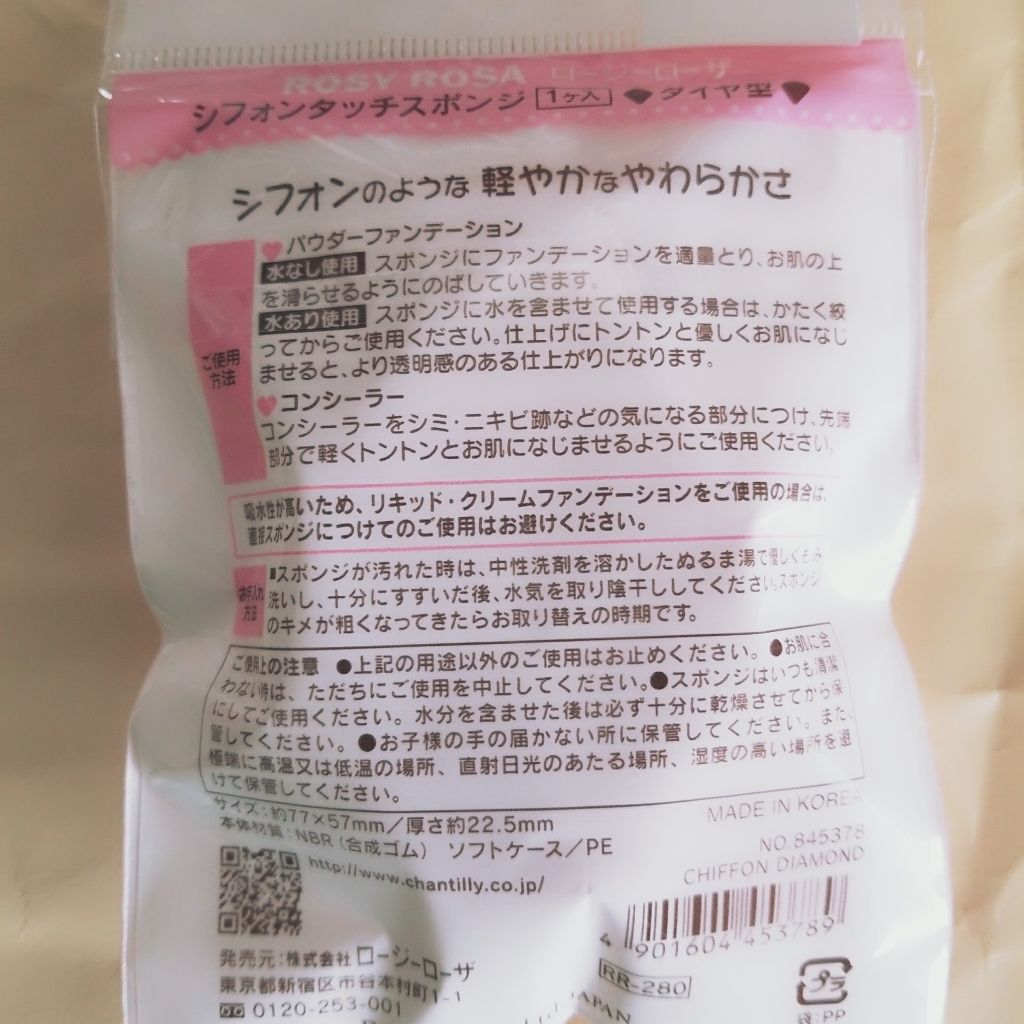 ROSY ROSA ロージーローザ
シフォンタッチスポンジ 1ヶ入 ダイヤ型
シフォンのような軽やかなやわらかさ
ご使用方法
パウダーファンデーション
水なし使用 スポンジにファンデーションを適量とり、お肌の上
を滑らせるようにのばしていきます。
水あり使用 スポンジに水を含ませて使用する場合は、かたく絞
ってからご使用ください。仕上げにトントンと優しくお肌になじ
ませると、より透明感のある仕上がりになります。
コンシーラー
コンシーラーをシミ・ニキビ跡などの気になる部分につけ、先端
部分で軽くトントンとお肌になじませるようにご使用ください。
吸水性が高いため、リキッド・クリームファンデーションをご使用の場合は、
直接スポンジにつけてのご使用はお避けください。
お手入れ方法
■スポンジが汚れた時は、中性洗剤を溶かしたぬるま湯で優しくもみ
洗いし、十分にすすいだ後、水気を取り陰干ししてください。スポンジ
のキメが粗くなってきたらお取り替えの時期です。
ご使用上の注意 ●上記の用途以外のご使用はお止めください。●お肌に合
わない時は、ただちにご使用を中止してください。●スポンジはいつも清潔
にしてご使用ください。水分を含ませた後は必ず十分に乾燥させてから保
管してください。●お子様の手の届かない所に保管してください。また、
極端に高温又は低温の場所、直射日光のあたる場所、湿度の高い場所を避
けて保管してください。
サイズ：約77×57mm／厚さ約22.5mm
本体材質：NBR（合成ゴム） ソフトケース／PE
http://www.chantilly.co.jp/
MADE IN KOREA
NO.845378
CHIFFON DIAMOND
4 901604 453789
発売元：株式会社 ロージーローザ
東京都新宿区市谷本村町1-1
0120-253-001
RR-280
JAPAN
プラ
袋：PP